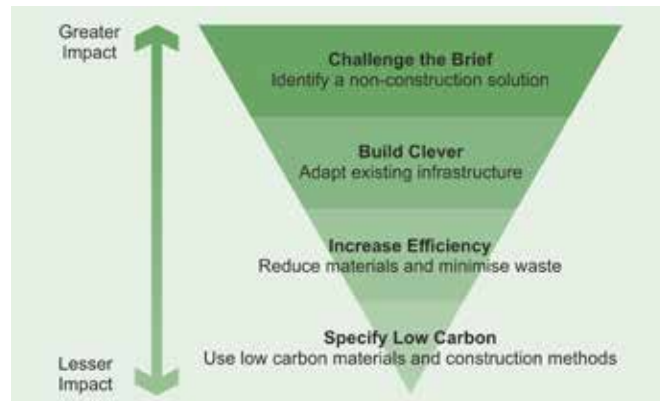 Greater
Impact
Challenge the Brief
Identify a non-construction solution
Build Clever
Adapt existing infrastructure
Increase Efficiency
Reduce materials and minimise waste
Specify Low Carbon
Use low carbon materials and construction methods
Lesser
Impact